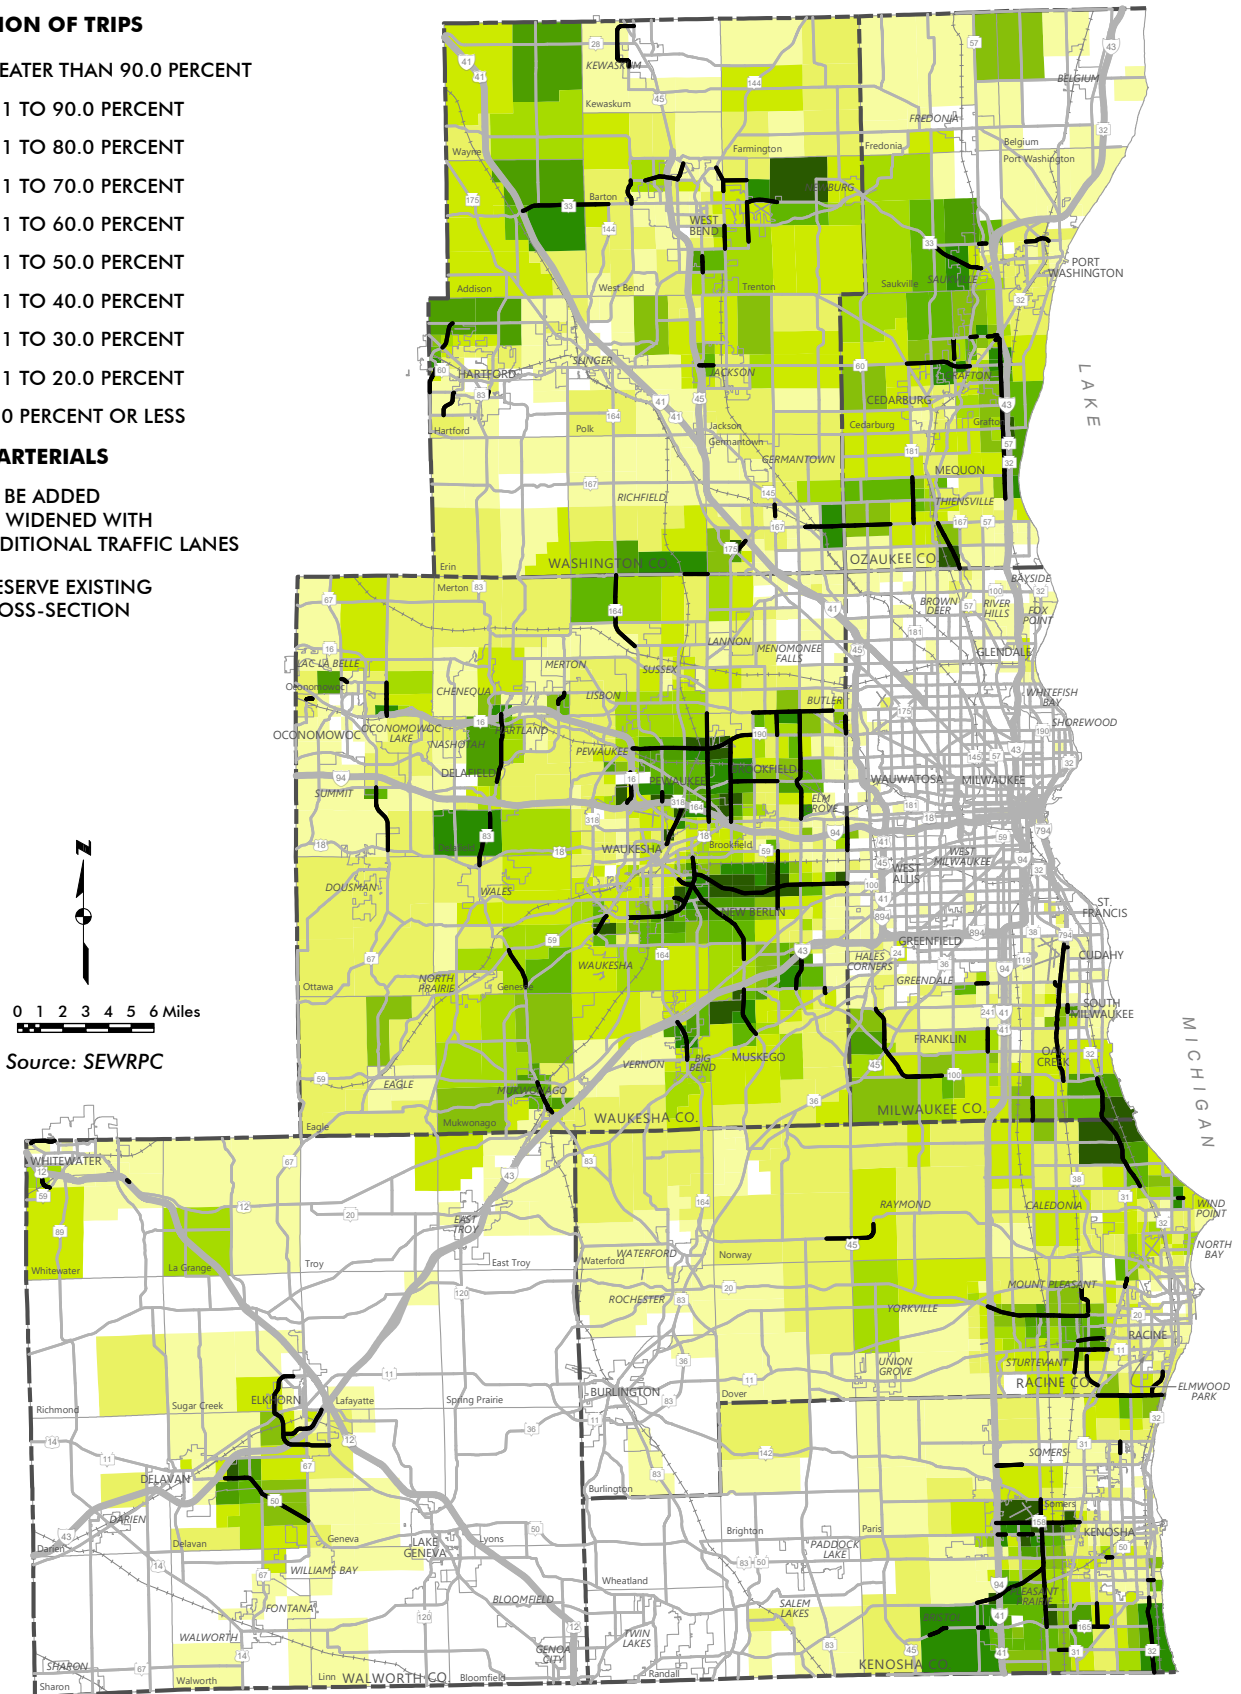 ION OF TRIPS
EATER THAN 90.0 PERCENT
1 TO 90.0 PERCENT
1 TO 80.0 PERCENT
1 TO 70.0 PERCENT
1 TO 60.0 PERCENT
1 TO 50.0 PERCENT
1 TO 40.0 PERCENT
1 TO 30.0 PERCENT
1 TO 20.0 PERCENT
0 PERCENT OR LESS
ARTERIALS
BE ADDED
WIDENED WITH
DITIONAL TRAFFIC LANES
ESERVE EXISTING
OSS-SECTION
Z
0 1 2 3 4 5 6 Miles
Source: SEWRPC
KEWASKUM
Kewaskum
BELGIUM
FREDONIA
Wayne
Farmington
Fredonia
Belgium
Port Washington
NEWBURG
Barton
WEST
BEND
PORT
WASHINGTON
SAUKVILLE
Addison
West Bend
Trenton
Saukville
SLINGER
HARTFORD
JACKSON
GRAFTON
CEDARBURG
Hartford
Polk
Jackson
Germantown
Cedarburg
Grafton
LAKE
GERMANTOWN
MEQUON
RICHFIELD
THIENSVILLE
Erin
WASHINGTON CO.
OZAUKEE CO.
Merton
BAYSIDE
BROWN
DEER
RIVER
HILLS
FOX
POINT
LANNON
MENOMONEE
FALLS
GLENDALE
LAC LA BELLE
Oconomowoc
MERTON
SUSSEX
CHENEQUA
LISBON
WHITEFISH
BAY
BUTLER
SHOREWOOD
OCONOMOWOC
OCONOMOWOC
LAKE
NASHOTAH
HARTLAND
PEWAUKEE
DELAFIELD
PEWAUKEE
BROOKFIELD
WAUWATOSA
MILWAUKEE
SUMMIT
ELM
GROVE
Delafield
WAUKESHA
Brookfield
WEST
MILWAUKEE
WEST
ALLIS
DOUSMAN
WALES
NEW BERLIN
ST.
FRANCIS
GREENFIELD
CUDAHY
WAUKESHA
HALES
CORNERS
GREENDALE
NORTH
PRAIRIE
Ottawa
Genesee
SOUTH
MILWAUKEE
FRANKLIN
OAK
CREEK
VERNON
BIG
BEND
MUSKEGO
MICHIGAN
EAGLE
MUKWONAGO
Mukwonago
Eagle
WAUKESHA CO.
MILWAUKEE CO.
WHITEWATER
RAYMOND
CALEDONIA
WIND
POINT
EAST
TROY
NORTH
BAY
WATERFORD
Norway
Waterford
Whitewater
La Grange
Troy
East Troy
ROCHESTER
MOUNT PLEASANT
YORKVILLE
RACINE
UNION
GROVE
STURTEVANT
RACINE CO.
ELMWOOD
PARK
ELKHORN
Lafayette
Spring Prairie
BURLINGTON
Dover
Richmond
Sugar Creek
SOMERS
DELAVAN
Burlington
Somers
DARIEN
Darien
Delavan
Geneva
LAKE
GENEVA
Lyons
Brighton
Paris
PADDOCK
LAKE
KENOSHA
WILLIAMS BAY
FONTANA
BLOOMFIELD
Wheatland
SALEM
LAKES
PLEASANT
PRAIRIE
BRISTOL
WALWORTH
GENOA
CITY
TWIN
LAKES
SHARON
Sharon
Walworth
Linn
WALWORTH CO.
Bloomfield
Randall
KENOSHA CO.